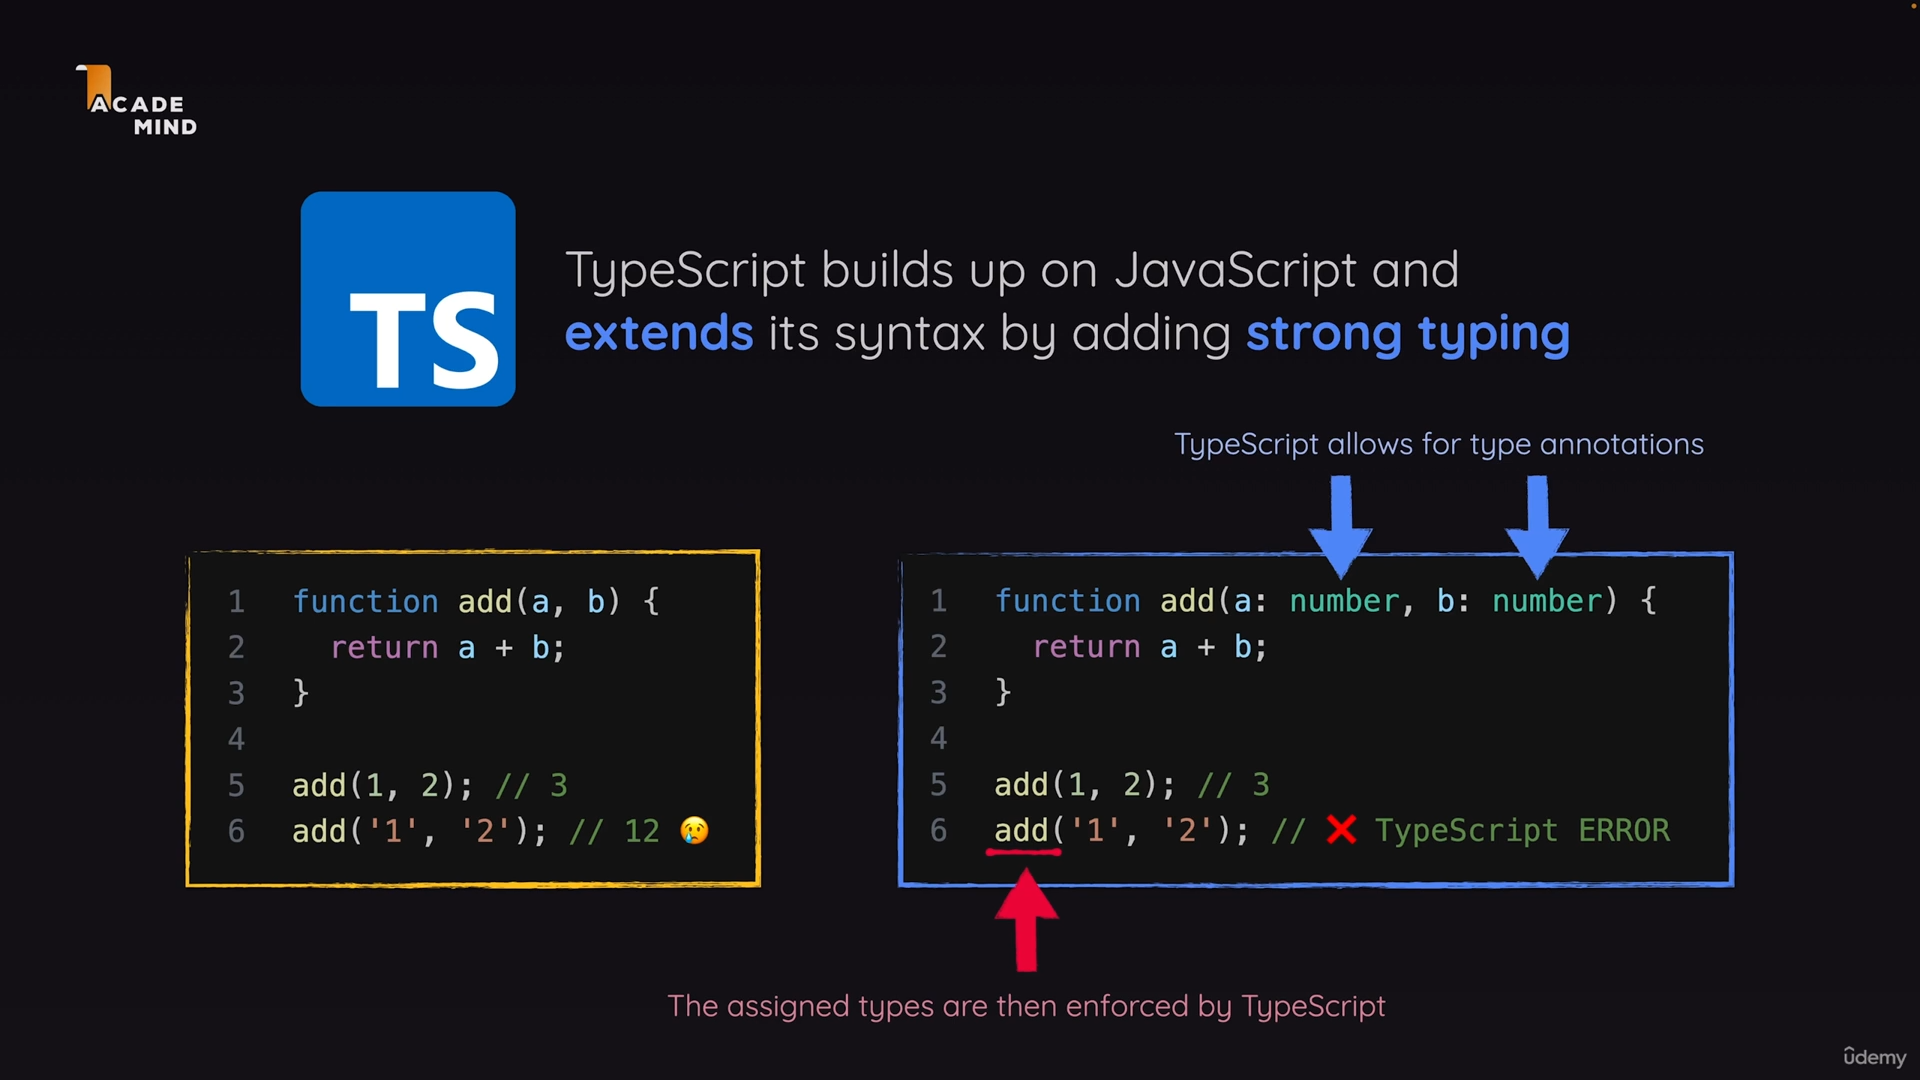 ACADE
MIND
TS
TypeScript builds up on JavaScript and
extends its syntax by adding strong typing
TypeScript allows for type annotations
1 function add(a, b) {
2   return a + b;
3 }
4
5 add(1, 2); // 3
6 add('1', '2'); // 12 😢
1 function add(a: number, b: number) {
2   return a + b;
3 }
4
5 add(1, 2); // 3
6 add('1', '2'); // ❌ TypeScript ERROR
The assigned types are then enforced by TypeScript
ûdemy